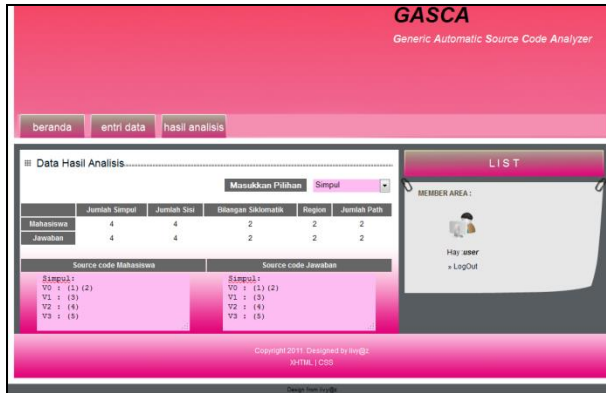 GASCA
Generic Automatic Source Code Analyzer
beranda entri data hasil analisis
Data Hasil Analisis
LIST
Masukkan Pilihan Simpul
MEMBER AREA :
Jumlah Simpul Jumlah Sisi Bilangan Siklomatik Region Jumlah Path
Mahasiswa 4 4 2 2 2
Jawaban 4 4 2 2 2
Hay :user
» LogOut
Source code Mahasiswa Source code Jawaban
Simpul: Simpul:
V0 : (1)(2) V0 : (1)(2)
V1 : (3) V1 : (3)
V2 : (4) V2 : (4)
V3 : (5) V3 : (5)
Copyright 2011. Designed by livy@z
XHTML | CSS
Design from livy@z